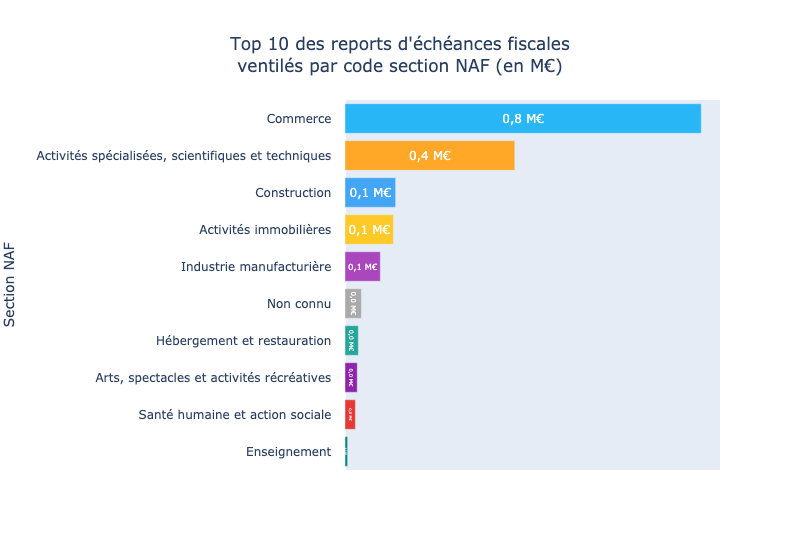 Top 10 des reports d'échéances fiscales
ventilés par code section NAF (en M€)
Section NAF
Commerce
0,8 M€
Activités spécialisées, scientifiques et techniques
0,4 M€
Construction
0,1 M€
Activités immobilières
0,1 M€
Industrie manufacturière
0,1 M€
Non connu
0,0 M€
Hébergement et restauration
0,0 M€
Arts, spectacles et activités récréatives
0,0 M€
Santé humaine et action sociale
0,0 M€
Enseignement